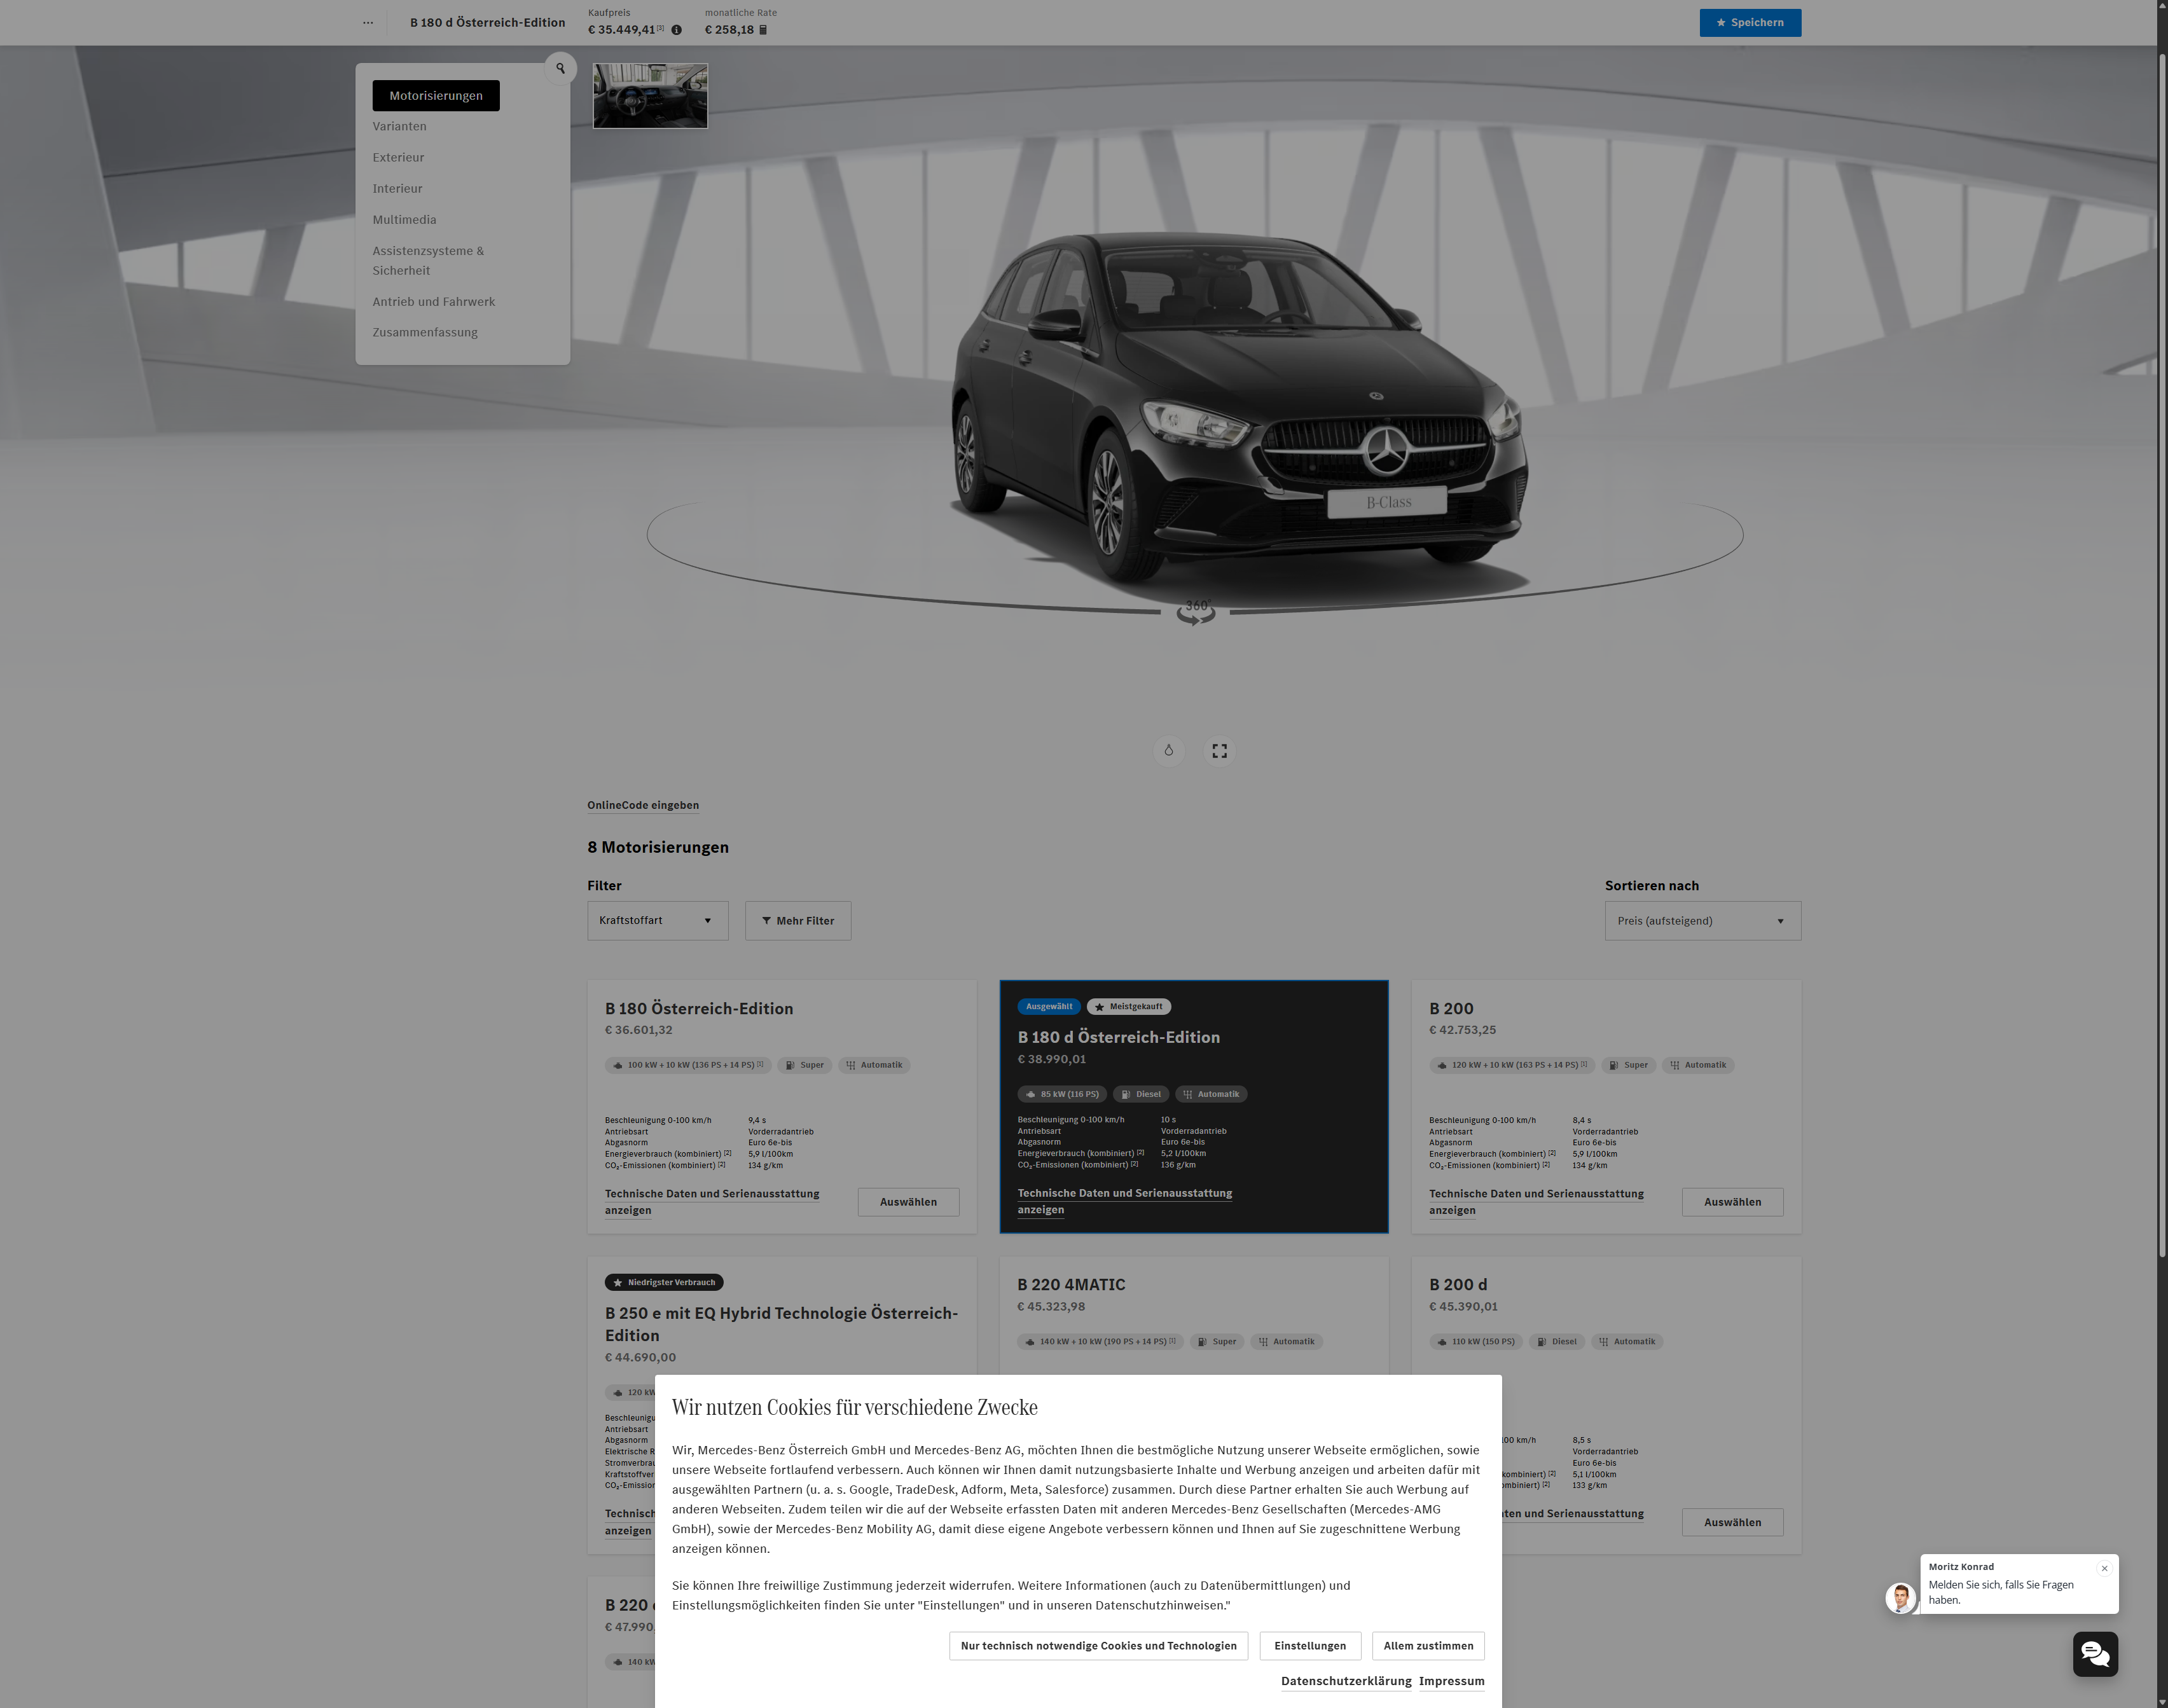 B 180 d Österreich-Edition
Kaufpreis
€ 35.449,41 [3]
monatliche Rate
€ 258,18
Speichern
Motorisierungen
Varianten
Exterieur
Interieur
Multimedia
Assistenzsysteme &
Sicherheit
Antrieb und Fahrwerk
Zusammenfassung
B-Class
360°
OnlineCode eingeben
8 Motorisierungen
Filter
Sortieren nach
Kraftstoffart
Mehr Filter
Preis (aufsteigend)
B 180 Österreich-Edition
€ 36.601,32
100 kW + 10 kW (136 PS + 14 PS) [1]
Super
Automatik
Beschleunigung 0-100 km/h 9,4 s
Antriebsart Vorderradantrieb
Abgasnorm Euro 6e-bis
Energieverbrauch (kombiniert) [2] 5,9 l/100km
CO₂-Emissionen (kombiniert) [2] 134 g/km
Technische Daten und Serienausstattung
anzeigen
Auswählen
Ausgewählt
Meistgekauft
B 180 d Österreich-Edition
€ 38.990,01
85 kW (116 PS)
Diesel
Automatik
Beschleunigung 0-100 km/h 10 s
Antriebsart Vorderradantrieb
Abgasnorm Euro 6e-bis
Energieverbrauch (kombiniert) [2] 5,2 l/100km
CO₂-Emissionen (kombiniert) [2] 136 g/km
Technische Daten und Serienausstattung
anzeigen
B 200
€ 42.753,25
120 kW + 10 kW (163 PS + 14 PS) [1]
Super
Automatik
Beschleunigung 0-100 km/h 8,4 s
Antriebsart Vorderradantrieb
Abgasnorm Euro 6e-bis
Energieverbrauch (kombiniert) [2] 5,9 l/100km
CO₂-Emissionen (kombiniert) [2] 134 g/km
Technische Daten und Serienausstattung
anzeigen
Auswählen
Niedrigster Verbrauch
B 250 e mit EQ Hybrid Technologie Österreich-
Edition
€ 44.690,00
120 kW
Beschleunigu
Antriebsart
Abgasnorm
Elektrische R
Stromverbrau
Kraftstoffver
CO₂-Emission
Technisch
anzeigen
B 220 4MATIC
€ 45.323,98
140 kW + 10 kW (190 PS + 14 PS) [1]
Super
Automatik
B 200 d
€ 45.390,01
110 kW (150 PS)
Diesel
Automatik
100 km/h 8,5 s
Vorderradantrieb
Euro 6e-bis
kombiniert) [2] 5,1 l/100km
ombiniert) [2] 133 g/km
aten und Serienausstattung
Auswählen
B 220 d
€ 47.990,
140 kW
Wir nutzen Cookies für verschiedene Zwecke
Wir, Mercedes-Benz Österreich GmbH und Mercedes-Benz AG, möchten Ihnen die bestmögliche Nutzung unserer Webseite ermöglichen, sowie
unsere Webseite fortlaufend verbessern. Auch können wir Ihnen damit nutzungsbasierte Inhalte und Werbung anzeigen und arbeiten dafür mit
ausgewählten Partnern (u. a. s. Google, TradeDesk, Adform, Meta, Salesforce) zusammen. Durch diese Partner erhalten Sie auch Werbung auf
anderen Webseiten. Zudem teilen wir die auf der Webseite erfassten Daten mit anderen Mercedes-Benz Gesellschaften (Mercedes-AMG
GmbH), sowie der Mercedes-Benz Mobility AG, damit diese eigene Angebote verbessern können und Ihnen auf Sie zugeschnittene Werbung
anzeigen können.
Sie können Ihre freiwillige Zustimmung jederzeit widerrufen. Weitere Informationen (auch zu Datenübermittlungen) und
Einstellungsmöglichkeiten finden Sie unter "Einstellungen" und in unseren Datenschutzhinweisen."
Nur technisch notwendige Cookies und Technologien
Einstellungen
Allem zustimmen
Datenschutzerklärung
Impressum
Moritz Konrad
Melden Sie sich, falls Sie Fragen
haben.